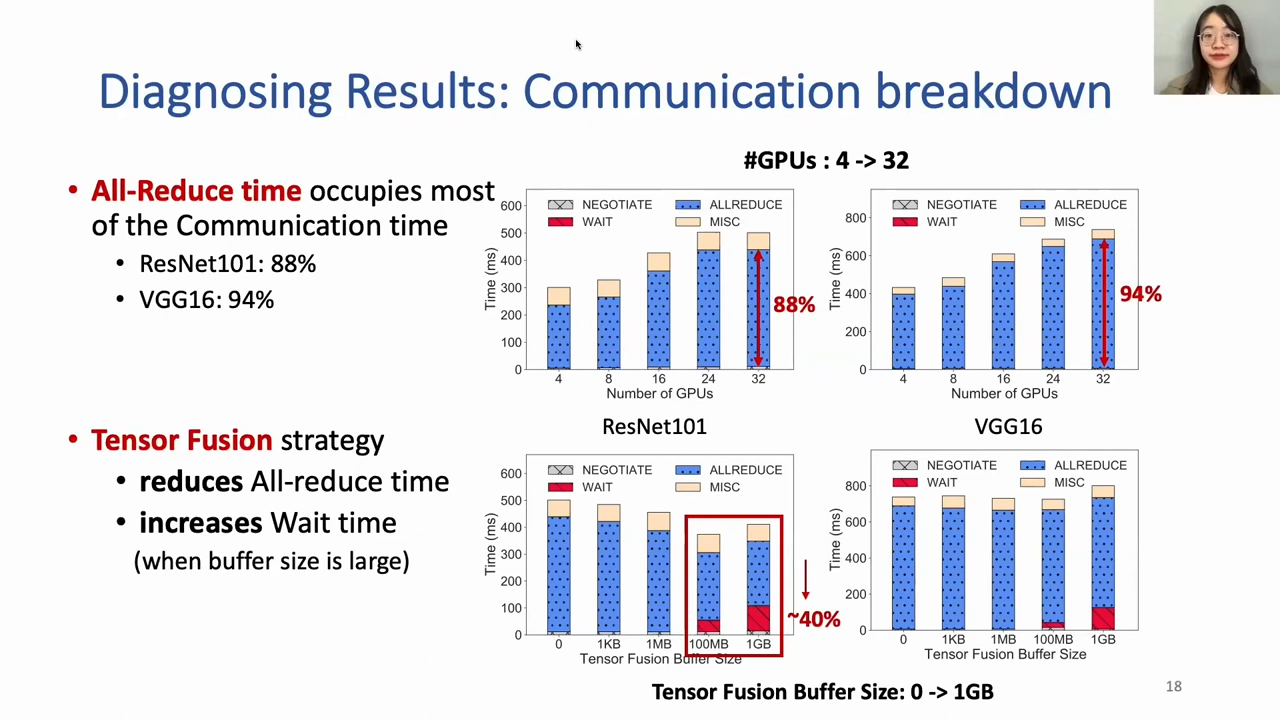 Diagnosing Results: Communication breakdown
• All-Reduce time occupies most
of the Communication time
• ResNet101: 88%
• VGG16: 94%
• Tensor Fusion strategy
• reduces All-reduce time
• increases Wait time
(when buffer size is large)
#GPUs : 4 -> 32
NEGOTIATE ALLREDUCE
WAIT MISC
Time (ms)
600
500
400
300
200
100
0
88%
4 8 16 24 32
Number of GPUs
ResNet101
NEGOTIATE ALLREDUCE
WAIT MISC
Time (ms)
800
600
400
200
0
94%
4 8 16 24 32
Number of GPUs
VGG16
NEGOTIATE ALLREDUCE
WAIT MISC
Time (ms)
600
500
400
300
200
100
0
~40%
0 1KB 1MB 100MB 1GB
Tensor Fusion Buffer Size
NEGOTIATE ALLREDUCE
WAIT MISC
Time (ms)
800
600
400
200
0
0 1KB 1MB 100MB 1GB
Tensor Fusion Buffer Size
Tensor Fusion Buffer Size: 0 -> 1GB
18